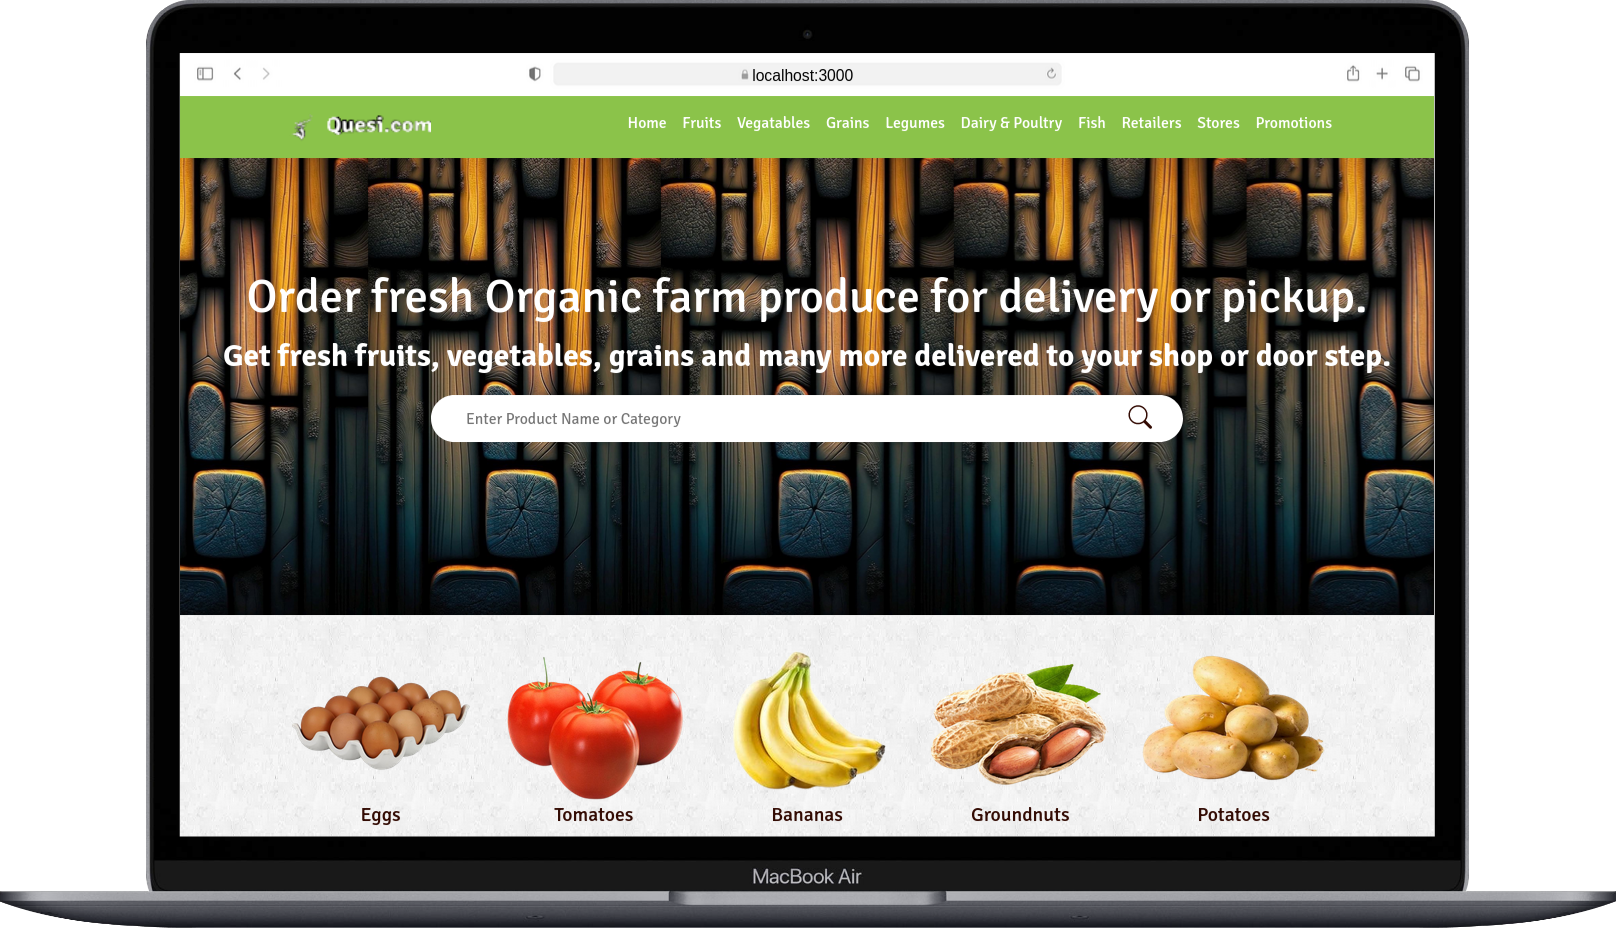 localhost:3000
Quesi.com
Home Fruits Vegatables Grains Legumes Dairy & Poultry Fish Retailers Stores Promotions
Order fresh Organic farm produce for delivery or pickup.
Get fresh fruits, vegetables, grains and many more delivered to your shop or door step.
Enter Product Name or Category
Eggs Tomatoes Bananas Groundnuts Potatoes
MacBook Air